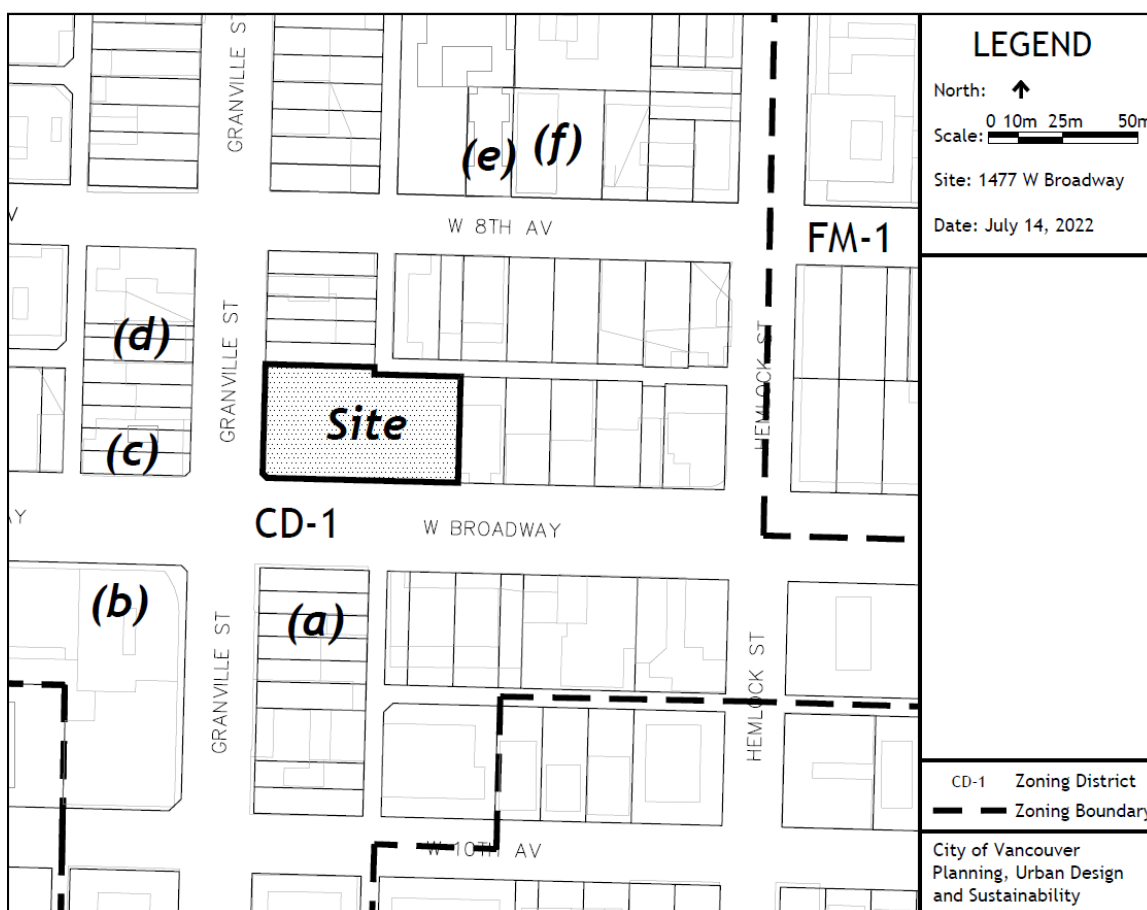 GRANVILLE ST
(e)
(f)
W 8TH AV
V
FM-1
(d)
GRANVILLE ST
Site
HEMLOCK ST
(c)
CD-1
W BROADWAY
AY
(b)
(a)
GRANVILLE ST
HEMLOCK ST
W 10TH AV
LEGEND
North:
Scale: 0 10m 25m 50m
Site: 1477 W Broadway
Date: July 14, 2022
CD-1 Zoning District
Zoning Boundary
City of Vancouver
Planning, Urban Design
and Sustainability